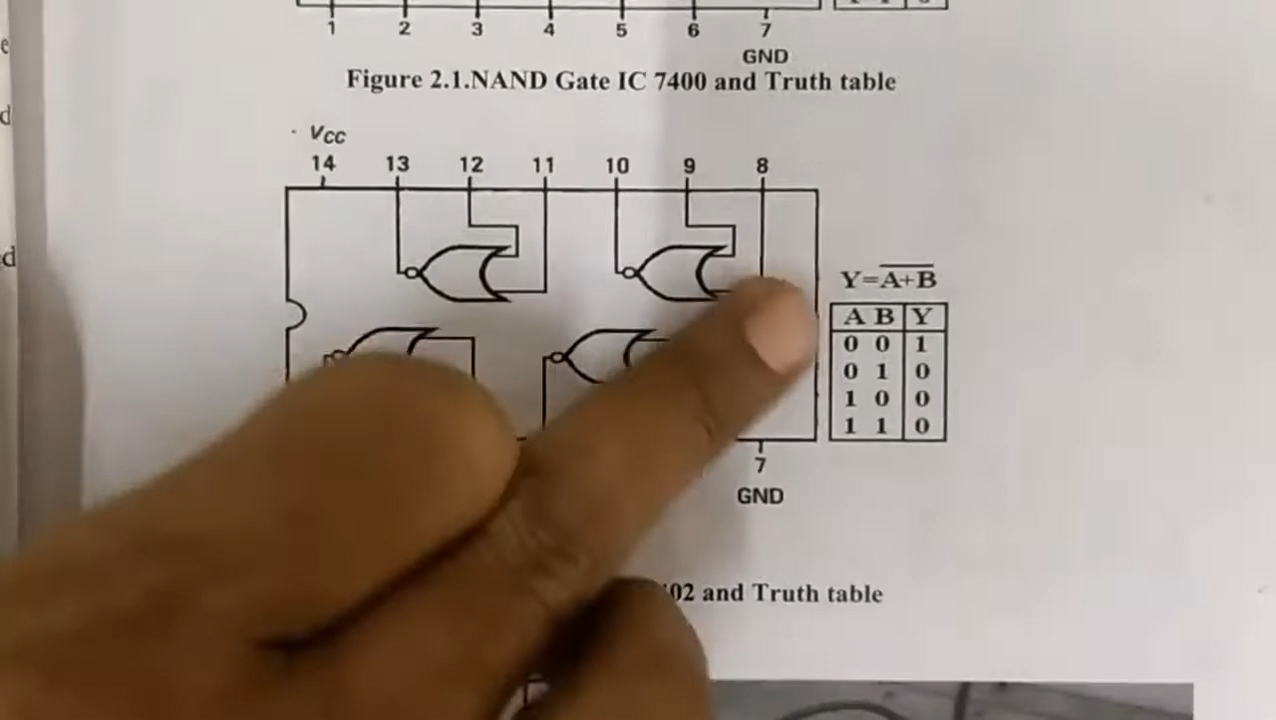 1 2 3 4 5 6 7
GND
Figure 2.1.NAND Gate IC 7400 and Truth table
Vcc
14 13 12 11 10 9 8
Y=A+B
A B Y
0 0 1
0 1 0
1 0 0
1 1 0
7
GND
02 and Truth table